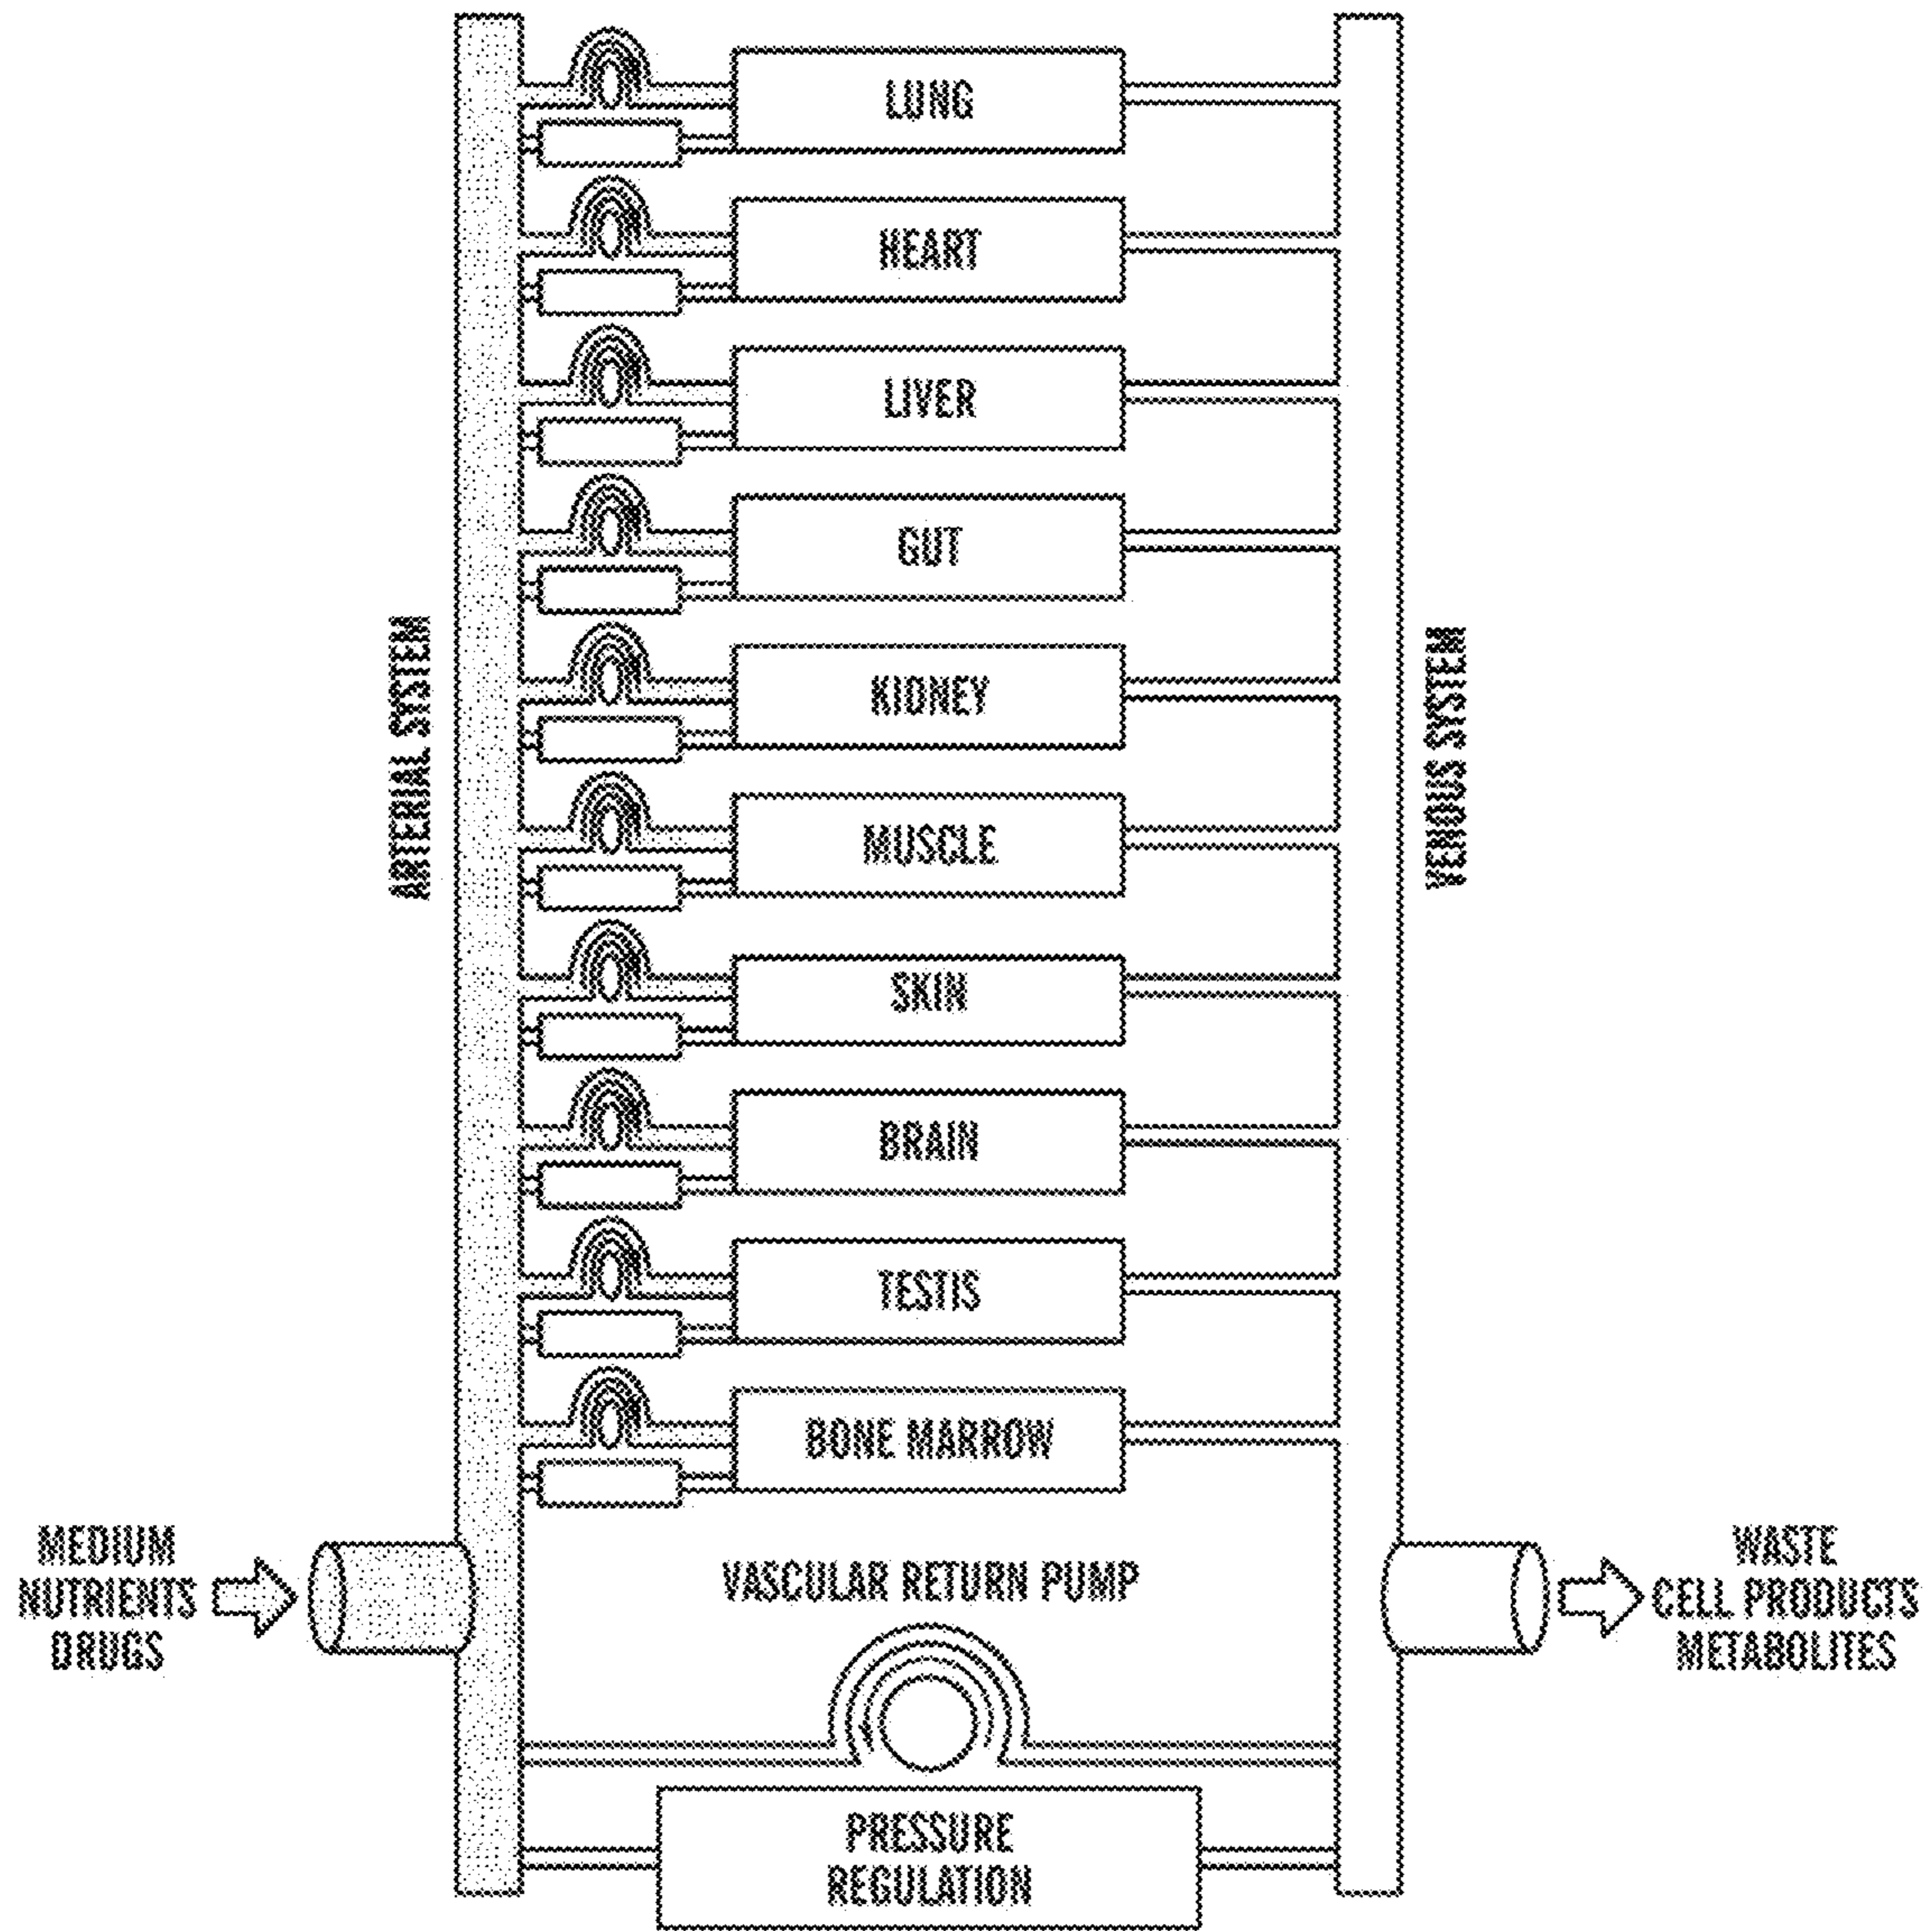 LUNG
HEART
LIVER
GUT
KIDNEY
MUSCLE
SKIN
BRAIN
TESTIS
BONE MARROW
ARTERIAL SYSTEM
VENOUS SYSTEM
MEDIUM
NUTRIENTS
DRUGS
VASCULAR RETURN PUMP
WASTE
CELL PRODUCTS
METABOLITES
PRESSURE
REGULATION